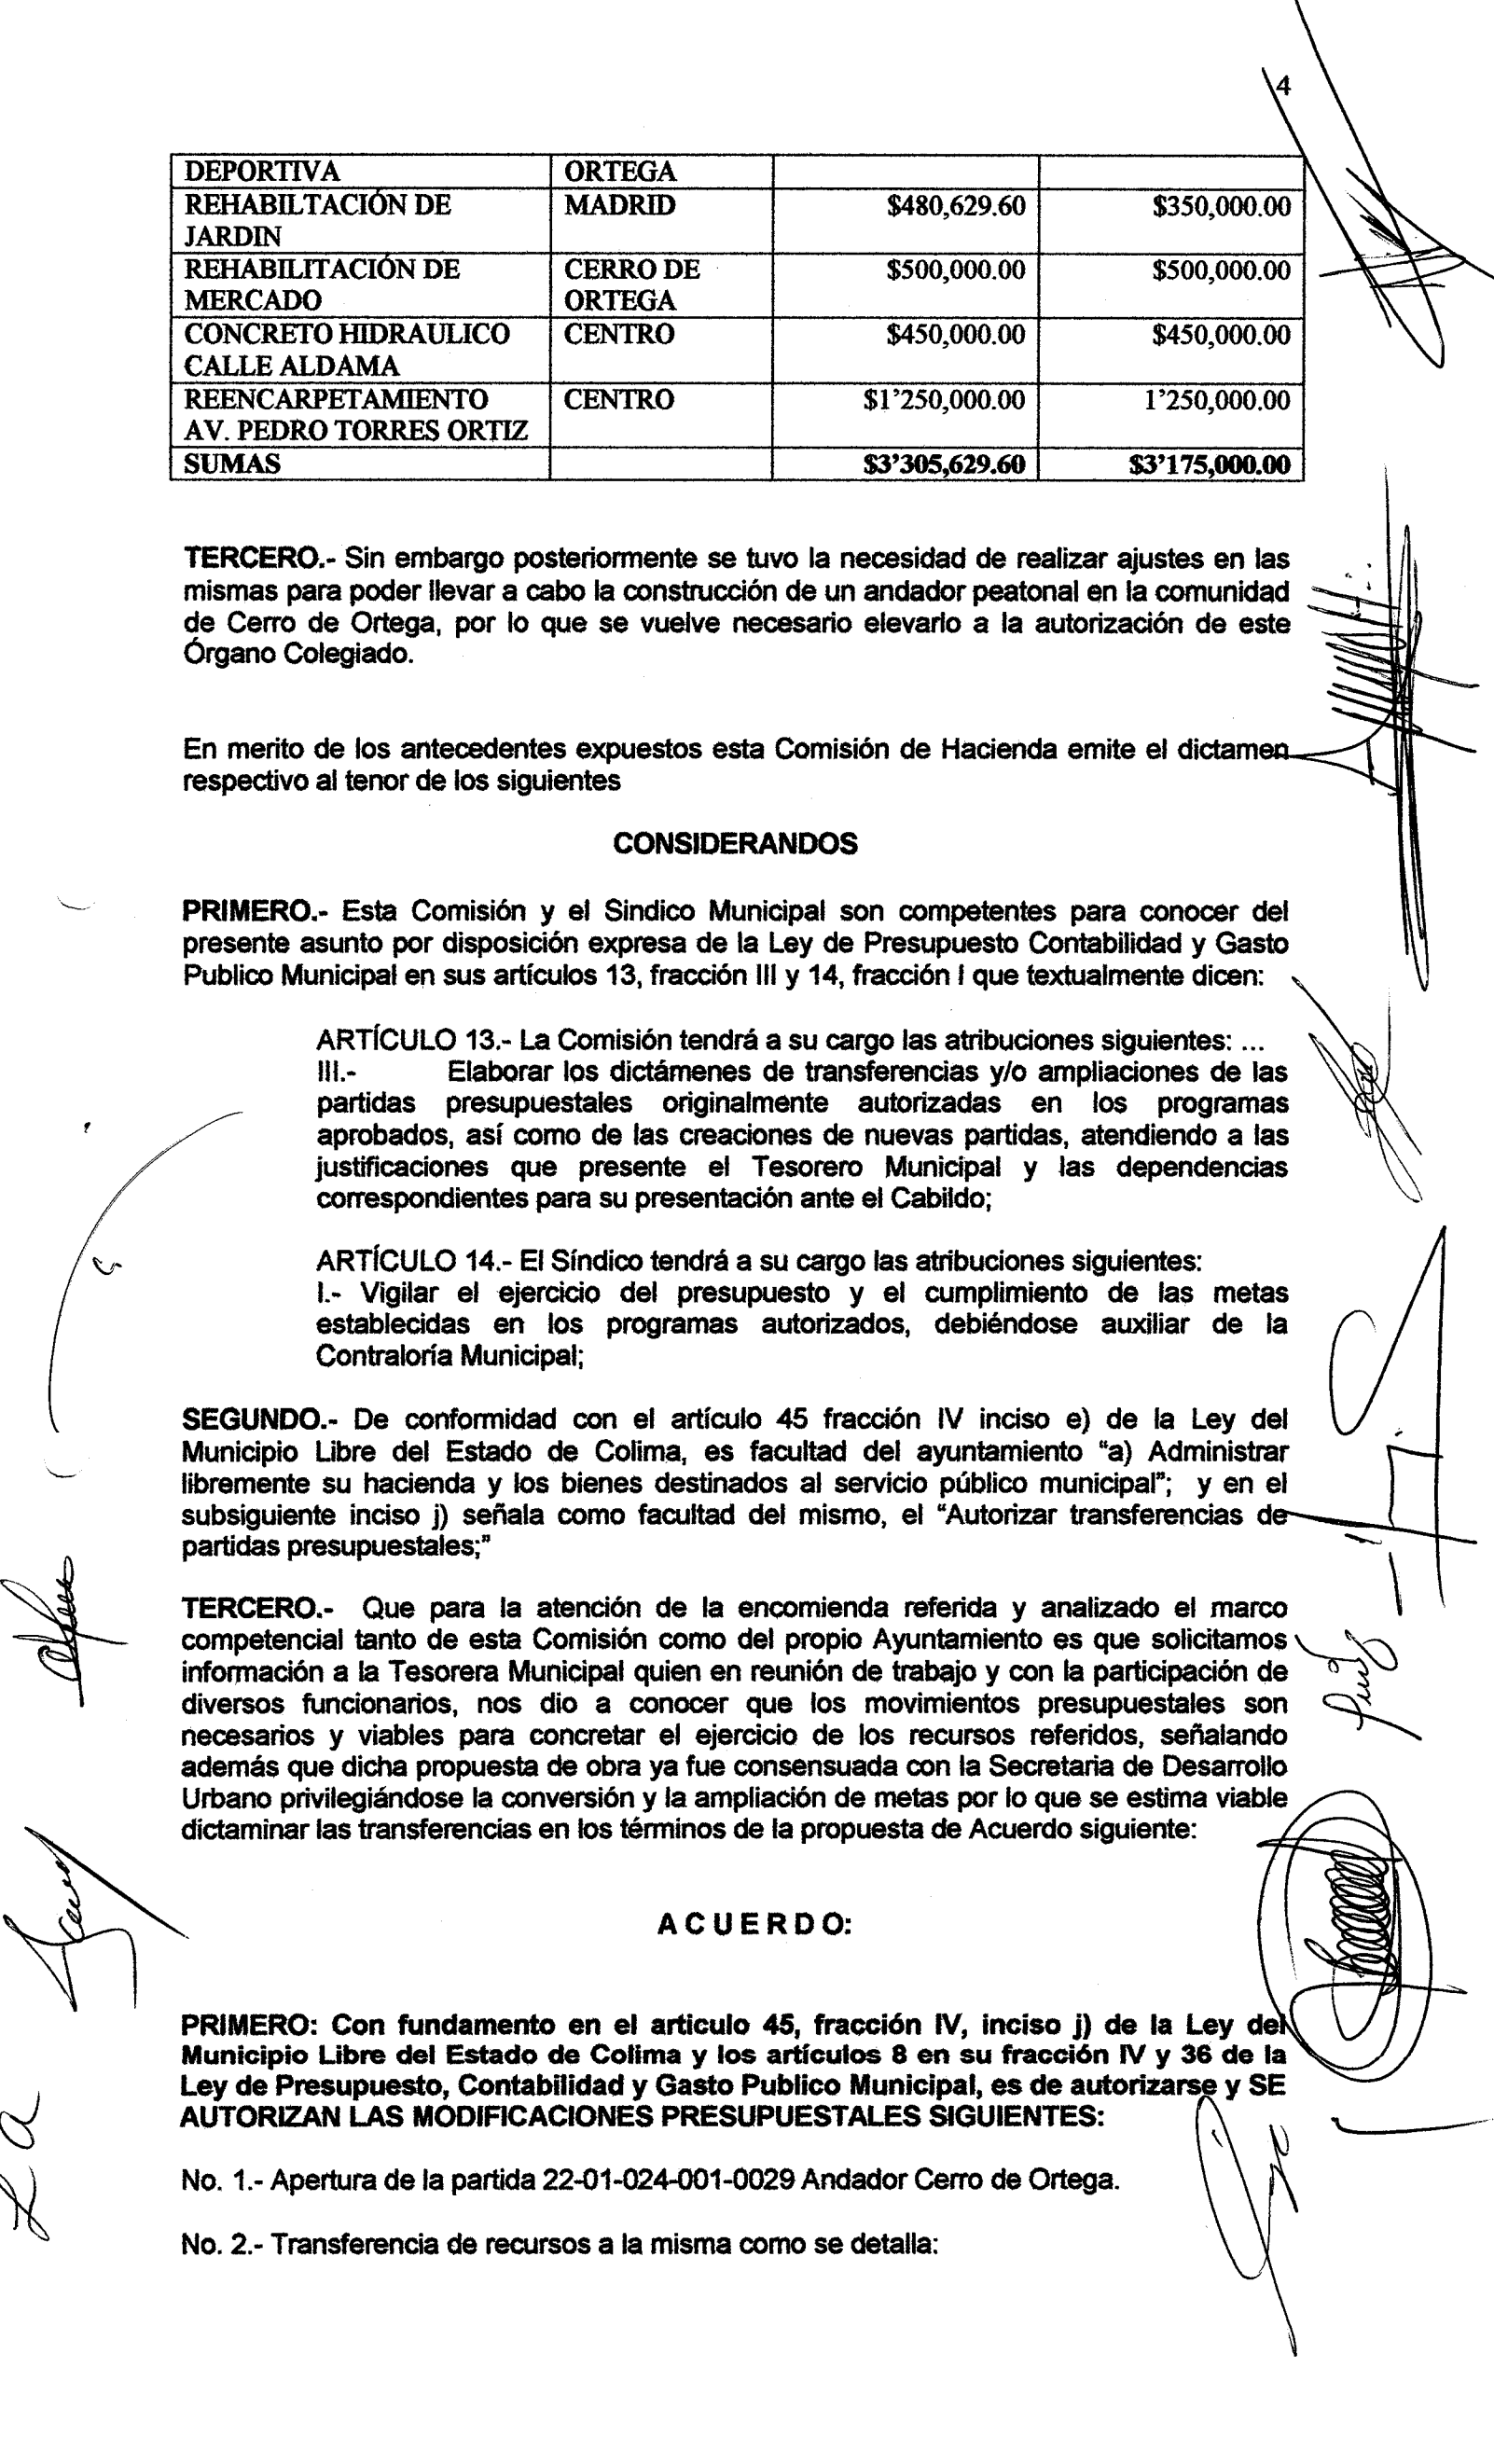 4
DEPORTIVA ORTEGA
REHABILTACIÓN DE MADRID $480,629.60 $350,000.00
JARDIN
REHABILITACIÓN DE CERRO DE $500,000.00 $500,000.00
MERCADO ORTEGA
CONCRETO HIDRAULICO CENTRO $450,000.00 $450,000.00
CALLE ALDAMA
REENCARPETAMIENTO CENTRO $1'250,000.00 1'250,000.00
AV. PEDRO TORRES ORTIZ
SUMAS $3'305,629.60 $3'175,000.00
TERCERO.- Sin embargo posteriormente se tuvo la necesidad de realizar ajustes en las
mismas para poder llevar a cabo la construcción de un andador peatonal en la comunidad
de Cerro de Ortega, por lo que se vuelve necesario elevarlo a la autorización de este
Órgano Colegiado.
En merito de los antecedentes expuestos esta Comisión de Hacienda emite el dictamen
respectivo al tenor de los siguientes
CONSIDERANDOS
PRIMERO.- Esta Comisión y el Sindico Municipal son competentes para conocer del
presente asunto por disposición expresa de la Ley de Presupuesto Contabilidad y Gasto
Publico Municipal en sus artículos 13, fracción III y 14, fracción I que textualmente dicen:
ARTÍCULO 13.- La Comisión tendrá a su cargo las atribuciones siguientes: ...
III.- Elaborar los dictámenes de transferencias y/o ampliaciones de las
partidas presupuestales originalmente autorizadas en los programas
aprobados, así como de las creaciones de nuevas partidas, atendiendo a las
justificaciones que presente el Tesorero Municipal y las dependencias
correspondientes para su presentación ante el Cabildo;
ARTÍCULO 14.- El Síndico tendrá a su cargo las atribuciones siguientes:
I.- Vigilar el ejercicio del presupuesto y el cumplimiento de las metas
establecidas en los programas autorizados, debiéndose auxiliar de la
Contraloría Municipal;
SEGUNDO.- De conformidad con el artículo 45 fracción IV inciso e) de la Ley del
Municipio Libre del Estado de Colima, es facultad del ayuntamiento "a) Administrar
libremente su hacienda y los bienes destinados al servicio público municipal"; y en el
subsiguiente inciso j) señala como facultad del mismo, el "Autorizar transferencias de
partidas presupuestales;"
TERCERO.- Que para la atención de la encomienda referida y analizado el marco
competencial tanto de esta Comisión como del propio Ayuntamiento es que solicitamos
información a la Tesorera Municipal quien en reunión de trabajo y con la participación de
diversos funcionarios, nos dio a conocer que los movimientos presupuestales son
necesarios y viables para concretar el ejercicio de los recursos referidos, señalando
además que dicha propuesta de obra ya fue consensuada con la Secretaria de Desarrollo
Urbano privilegiándose la conversión y la ampliación de metas por lo que se estima viable
dictaminar las transferencias en los términos de la propuesta de Acuerdo siguiente:
A C U E R D O:
PRIMERO: Con fundamento en el articulo 45, fracción IV, inciso j) de la Ley del
Municipio Libre del Estado de Colima y los artículos 8 en su fracción IV y 36 de la
Ley de Presupuesto, Contabilidad y Gasto Publico Municipal, es de autorizarse y SE
AUTORIZAN LAS MODIFICACIONES PRESUPUESTALES SIGUIENTES:
No. 1.- Apertura de la partida 22-01-024-001-0029 Andador Cerro de Ortega.
No. 2.- Transferencia de recursos a la misma como se detalla: